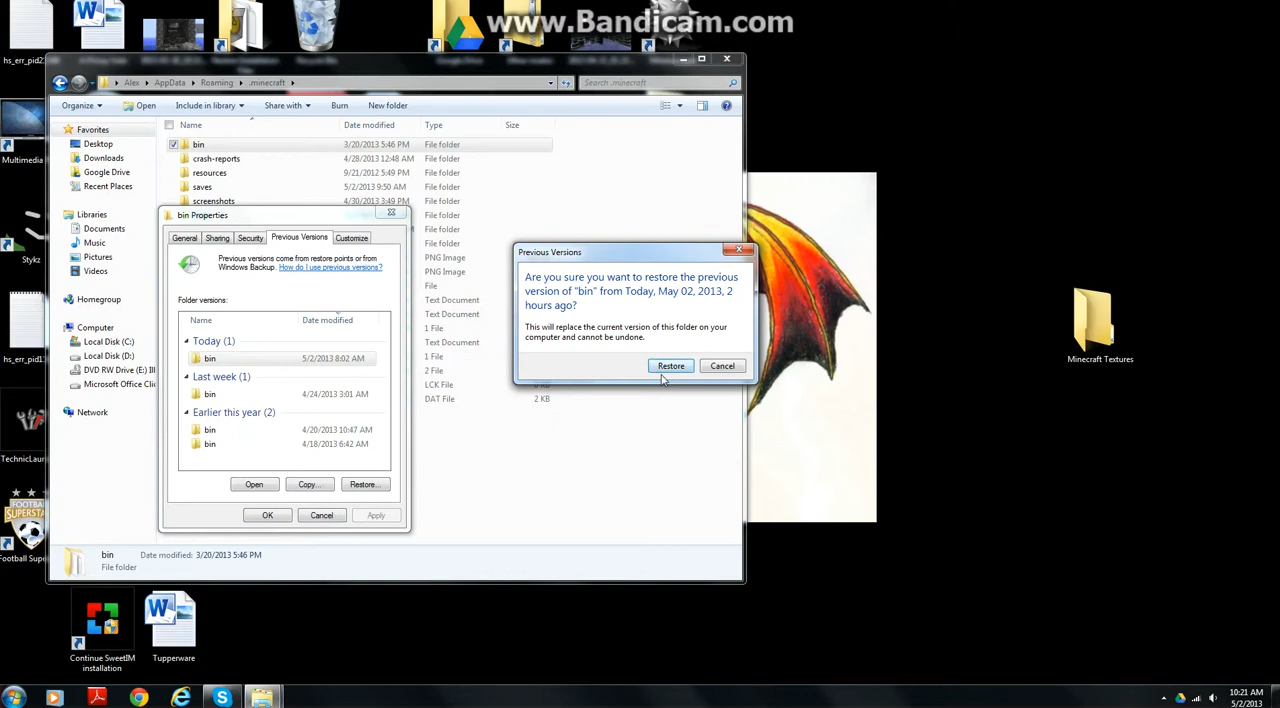 www.Bandicam.com
hs_err_pid2
Alex
AppData
Roaming
.minecraft
Search .minecraft
Organize
Open
Include in library
Share with
Burn
New folder
Name
Date modified
Type
Size
Favorites
Desktop
Downloads
Google Drive
Recent Places
Libraries
Documents
Music
Pictures
Videos
Homegroup
Computer
Local Disk (C:)
Local Disk (D:)
DVD RW Drive (E:) I
Microsoft Office Clic
Network
bin 3/20/2013 5:46 PM File folder
crash-reports 4/28/2013 12:48 AM File folder
resources 9/21/2012 5:49 PM File folder
saves 5/2/2013 9:50 AM File folder
screenshots 4/30/2013 3:49 PM File folder
File folder
File folder
File folder
PNG Image
PNG Image
File
Text Document
Text Document
1 File
Text Document
1 File
2 File
LCK File
DAT File 2 KB
bin Properties
General
Sharing
Security
Previous Versions
Customize
Previous versions come from restore points or from
Windows Backup. How do I use previous versions?
Folder versions:
Name Date modified
Today (1)
bin 5/2/2013 8:02 AM
Last week (1)
bin 4/24/2013 3:01 AM
Earlier this year (2)
bin 4/20/2013 10:47 AM
bin 4/18/2013 6:42 AM
Open
Copy...
Restore...
OK
Cancel
Apply
Previous Versions
Are you sure you want to restore the previous
version of "bin" from Today, May 02, 2013, 2
hours ago?
This will replace the current version of this folder on your
computer and cannot be undone.
Restore
Cancel
bin Date modified: 3/20/2013 5:46 PM
File folder
Multimedia
Stykz
hs_err_pid1
TechnicLaun
FOOTBALL
SUPERSTA
Football Supe
Continue SweetIM
installation
Tupperware
Minecraft Textures
10:21 AM
5/2/2013